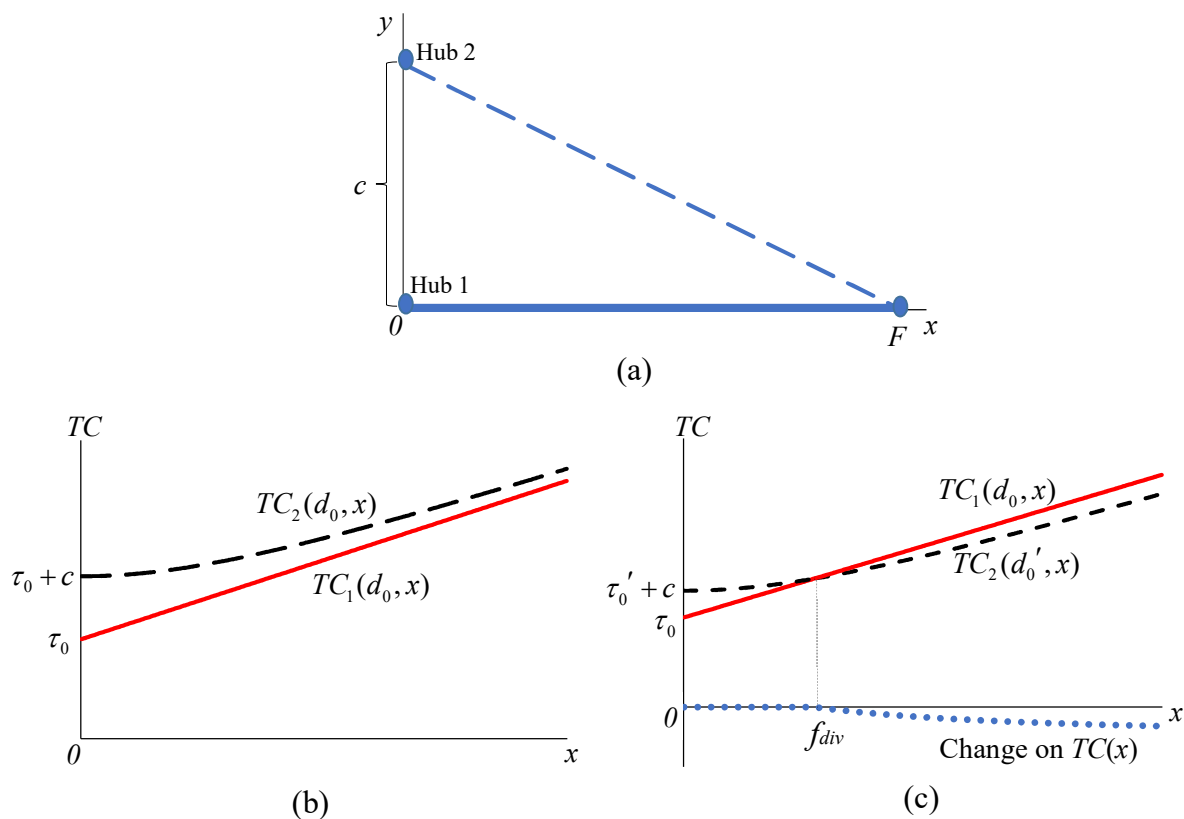 y
Hub 2
c
Hub 1
0
F
x
(a)
TC
TC₂(d₀, x)
τ₀ + c
TC₁(d₀, x)
τ₀
0
x
(b)
TC
TC₁(d₀, x)
τ₀′ + c
TC₂(d₀′, x)
τ₀
0
x
f_div
Change on TC(x)
(c)